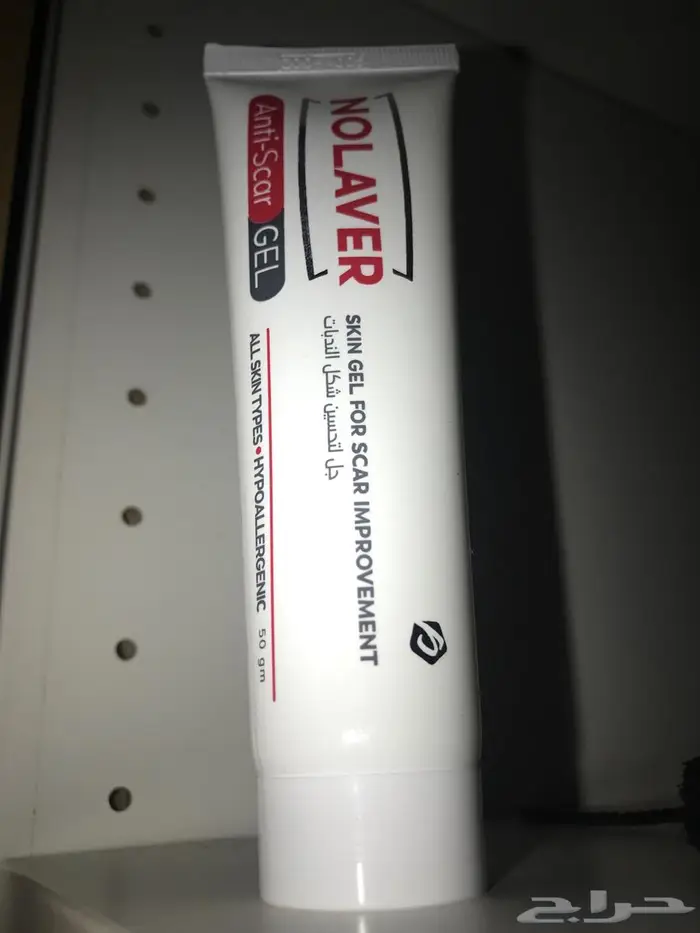 NOLAVER
Anti-Scar GEL
SKIN GEL FOR SCAR IMPROVEMENT
جل لتحسين شكل الندبات
ALL SKIN TYPES • HYPOALLERGENIC 50 gm
حراج